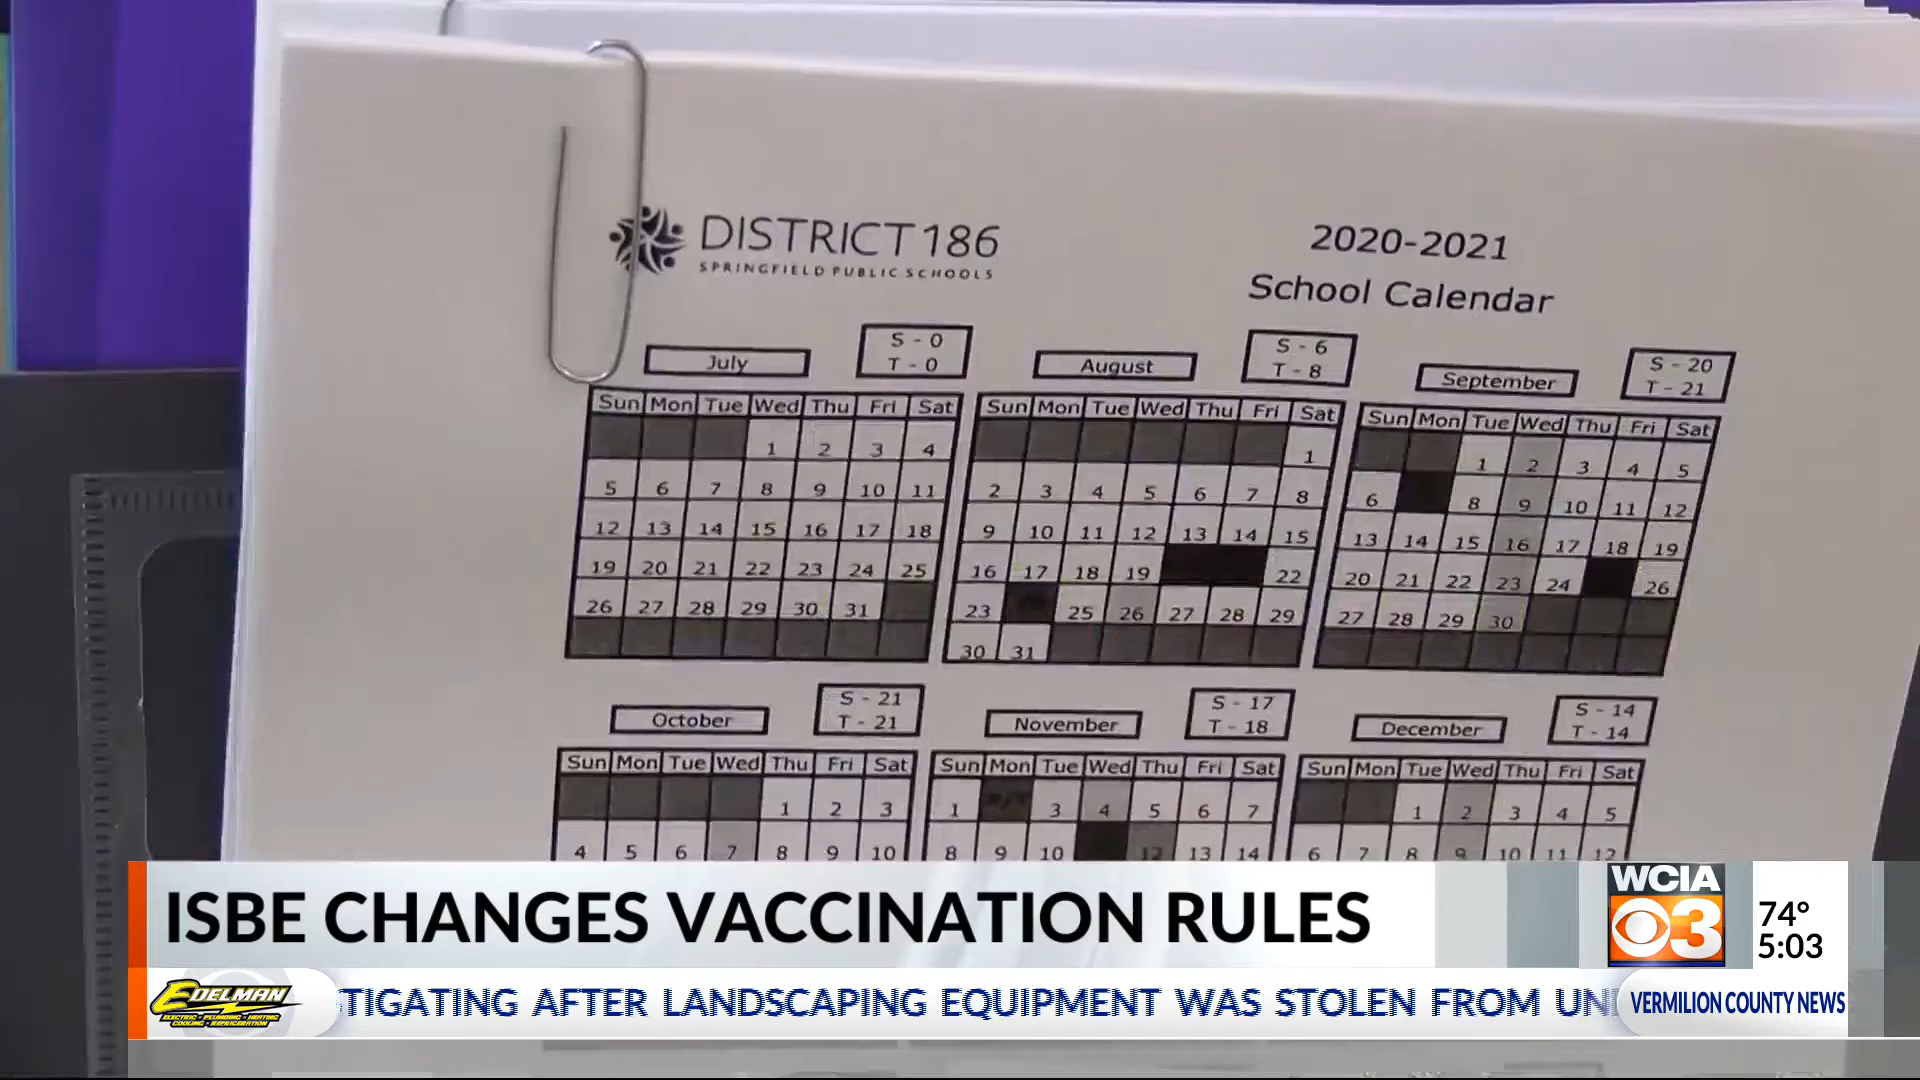 DISTRICT 186
SPRINGFIELD PUBLIC SCHOOLS
2020-2021
School Calendar
July
S - 0
T - 0
Sun Mon Tue Wed Thu Fri Sat
1 2 3 4
5 6 7 8 9 10 11
12 13 14 15 16 17 18
19 20 21 22 23 24 25
26 27 28 29 30 31
August
S - 6
T - 8
Sun Mon Tue Wed Thu Fri Sat
1
2 3 4 5 6 7 8
9 10 11 12 13 14 15
16 17 18 19 22
23 25 26 27 28 29
30 31
September
S - 20
T - 21
Sun Mon Tue Wed Thu Fri Sat
1 2 3 4 5
6 8 9 10 11 12
13 14 15 16 17 18 19
20 21 22 23 24 26
27 28 29 30
October
S - 21
T - 21
Sun Mon Tue Wed Thu Fri Sat
1 2 3
4 5 6 7 8 9 10
November
S - 17
T - 18
Sun Mon Tue Wed Thu Fri Sat
1 3 4 5 6 7
8 9 10 12 13 14
December
S - 14
T - 14
Sun Mon Tue Wed Thu Fri Sat
1 2 3 4 5
6 7 8 9 10 11 12
ISBE CHANGES VACCINATION RULES
WCIA
3
74°
5:03
EDELMAN
ELECTRIC - PLUMBING - HEATING
COOLING - REFRIGERATION
TIGATING AFTER LANDSCAPING EQUIPMENT WAS STOLEN FROM UNI
VERMILION COUNTY NEWS